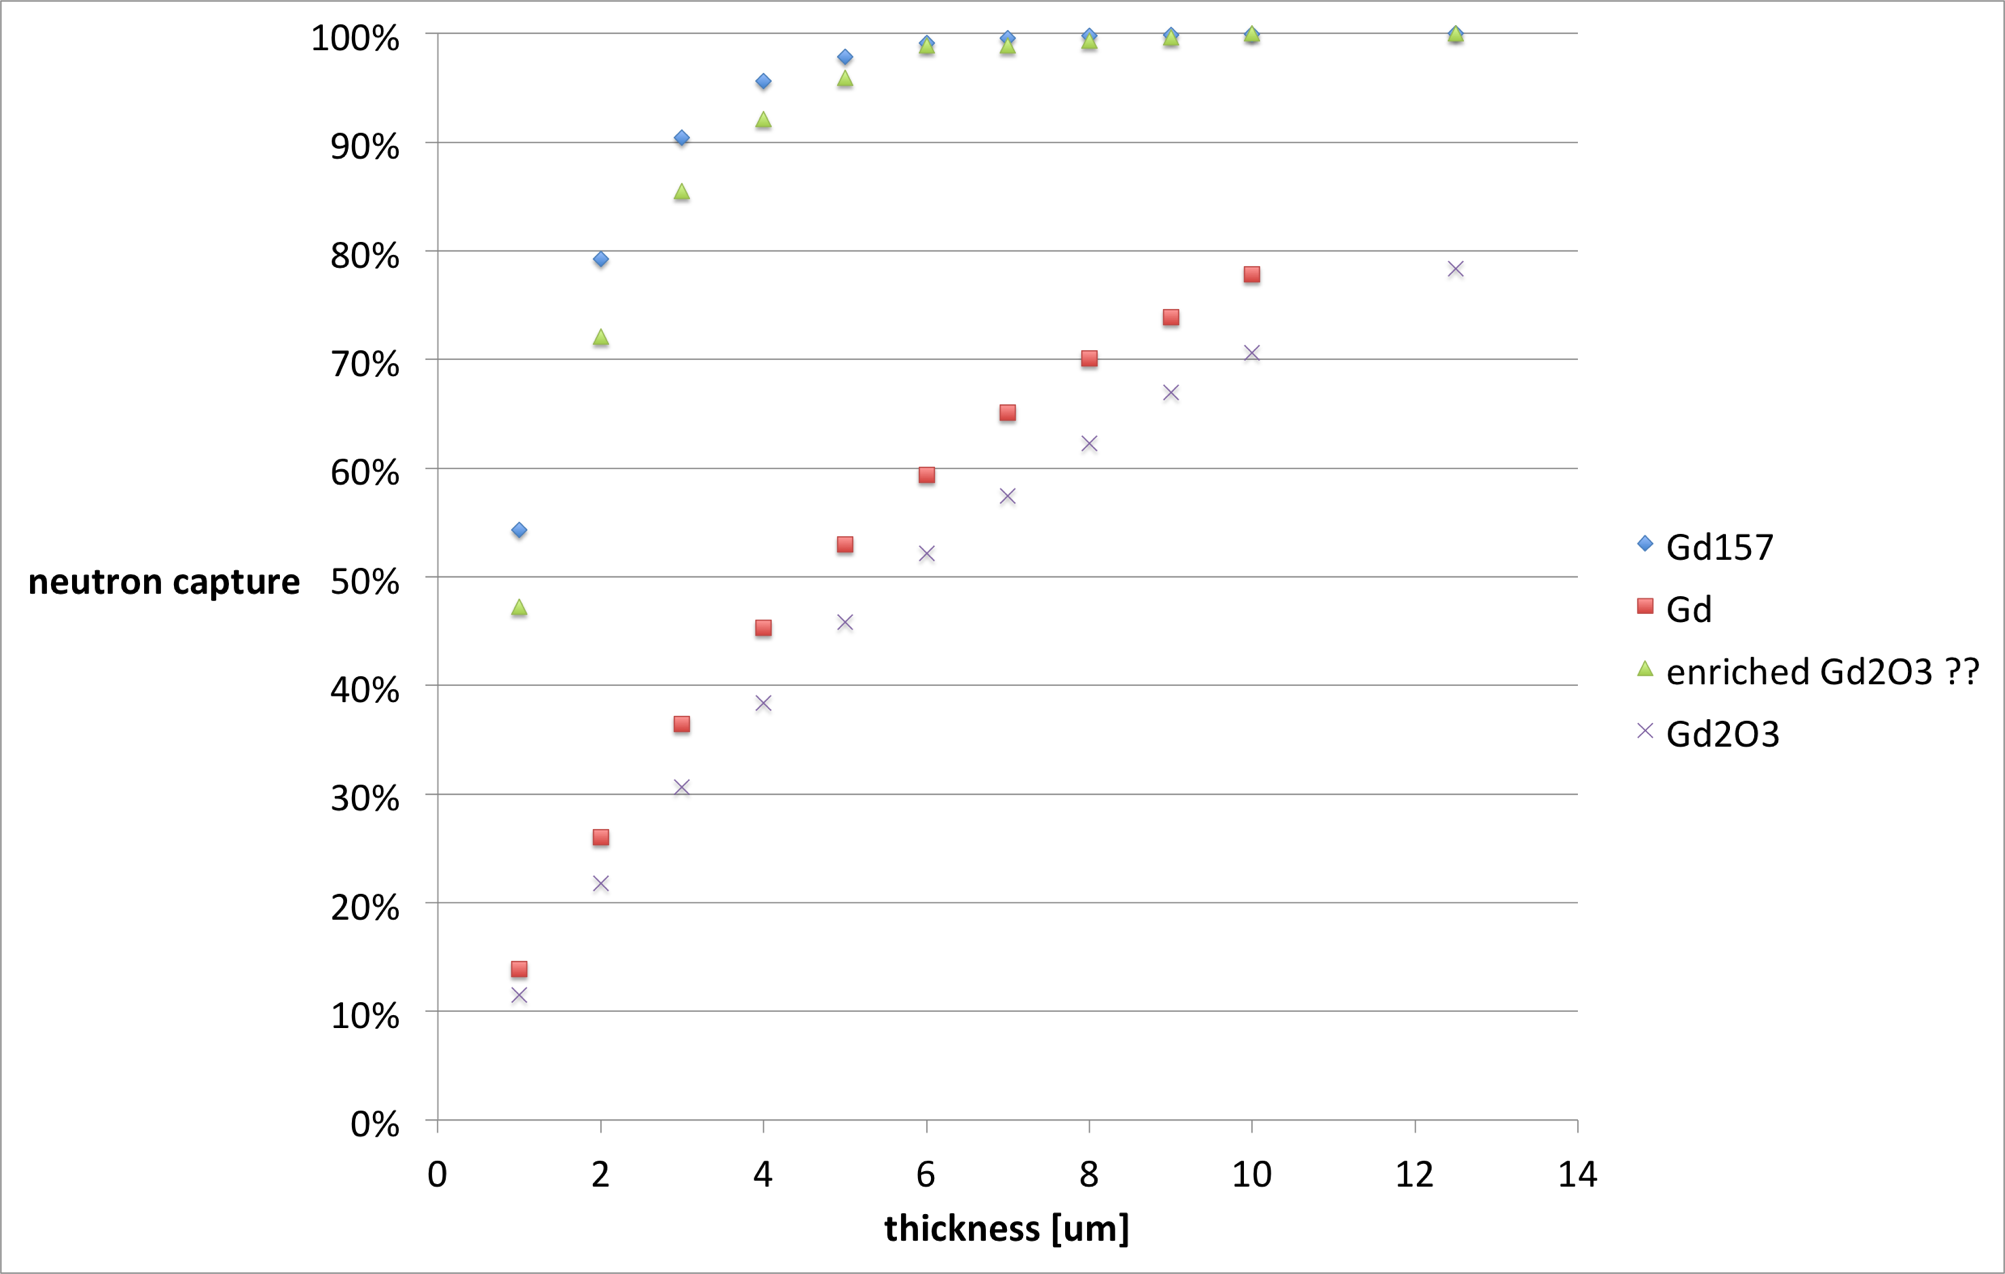 100%
90%
80%
70%
60%
50%
40%
30%
20%
10%
0%
neutron capture
0 2 4 6 8 10 12 14
thickness [um]
Gd157
Gd
enriched Gd2O3 ??
Gd2O3